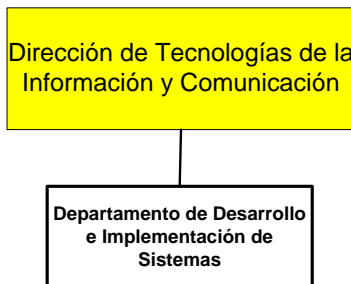 Dirección de Tecnologías de la
Información y Comunicación
Departamento de Desarrollo
e Implementación de
Sistemas